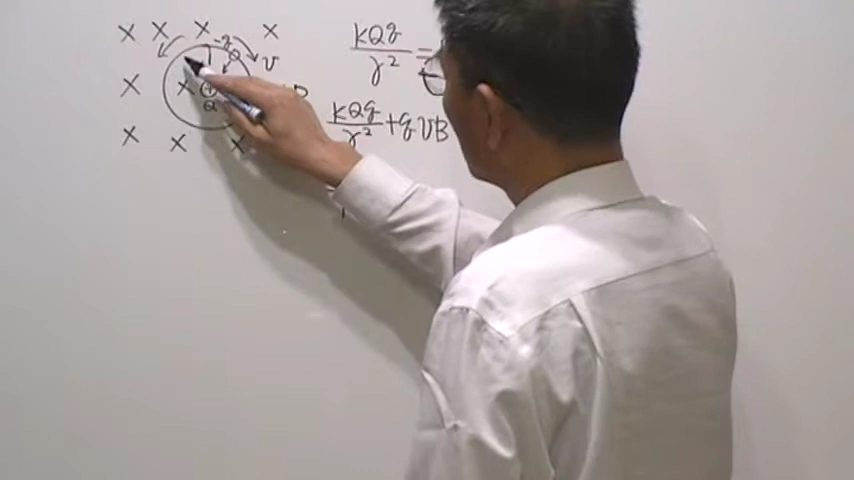 × × × ×
-q
v
× ×
+
Q
× × ×
kQq/r² =
kQq/r² + qvB